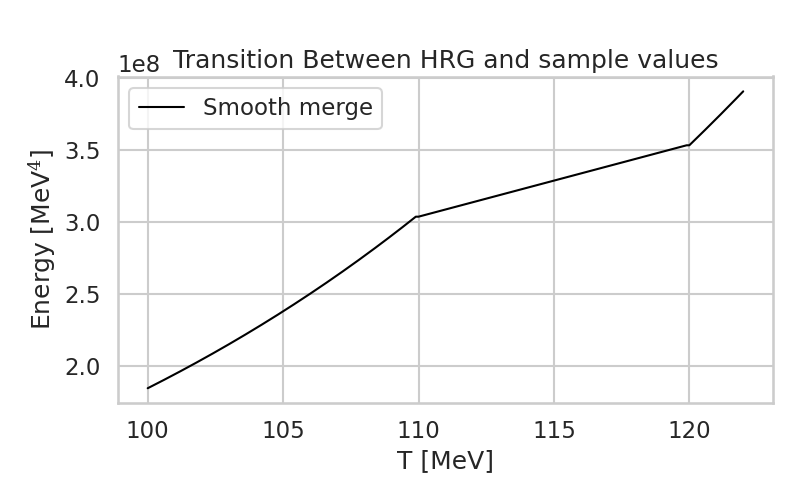 1e8
Transition Between HRG and sample values
Smooth merge
Energy [MeV⁴]
4.0
3.5
3.0
2.5
2.0
100
105
110
115
120
T [MeV]